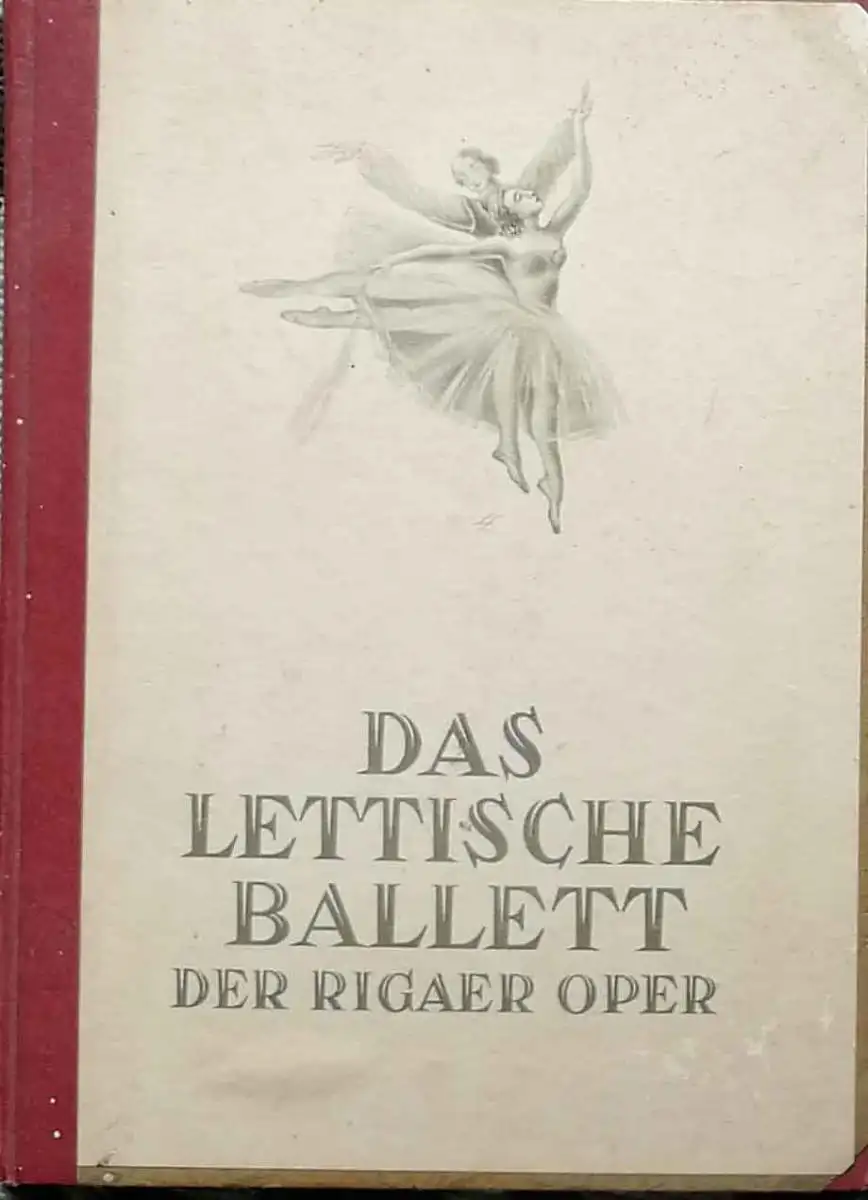 DAS
LETTISCHE
BALLETT
DER RIGAER OPER